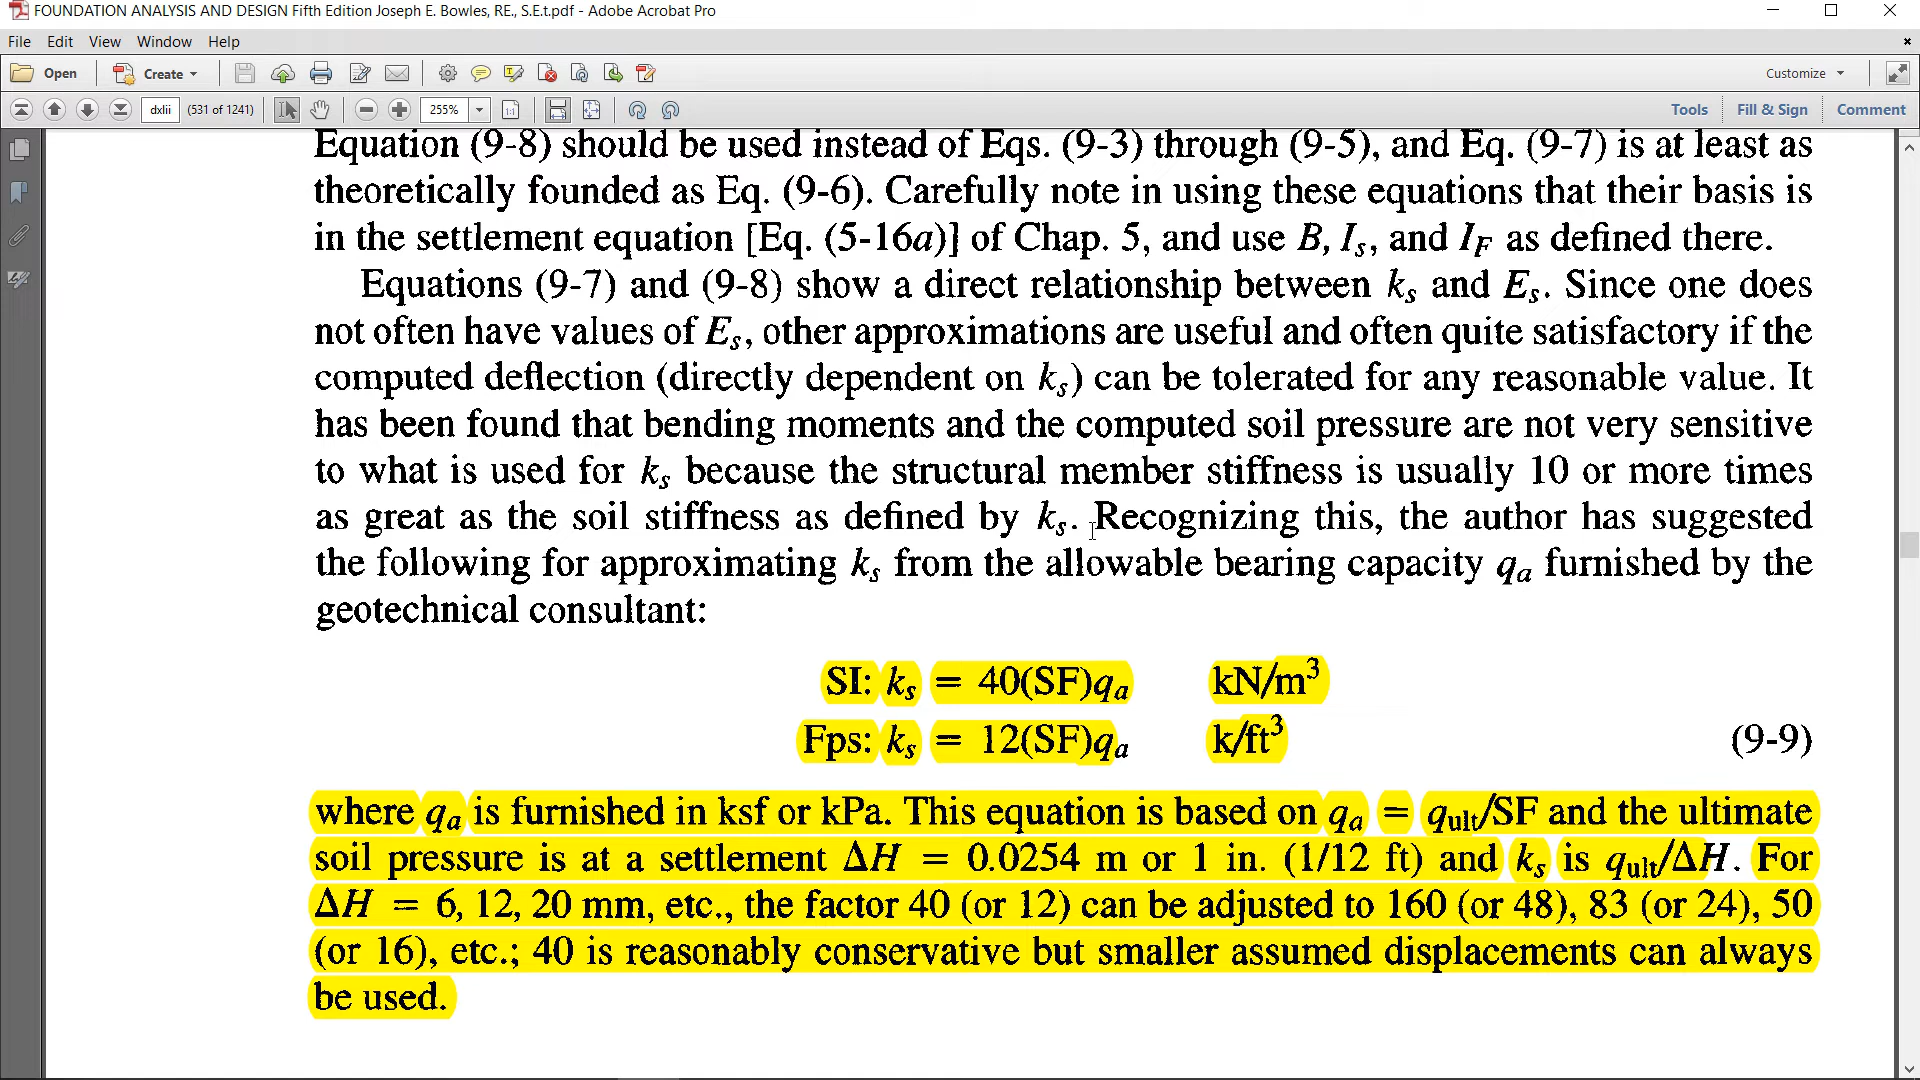 FOUNDATION ANALYSIS AND DESIGN Fifth Edition Joseph E. Bowles, RE., S.E.t.pdf - Adobe Acrobat Pro
File Edit View Window Help
Open Create Customize
dxlii (531 of 1241) 255% Tools Fill & Sign Comment
Equation (9-8) should be used instead of Eqs. (9-3) through (9-5), and Eq. (9-7) is at least as
theoretically founded as Eq. (9-6). Carefully note in using these equations that their basis is
in the settlement equation [Eq. (5-16a)] of Chap. 5, and use B, Is, and IF as defined there.
Equations (9-7) and (9-8) show a direct relationship between ks and Es. Since one does
not often have values of Es, other approximations are useful and often quite satisfactory if the
computed deflection (directly dependent on ks) can be tolerated for any reasonable value. It
has been found that bending moments and the computed soil pressure are not very sensitive
to what is used for ks because the structural member stiffness is usually 10 or more times
as great as the soil stiffness as defined by ks. Recognizing this, the author has suggested
the following for approximating ks from the allowable bearing capacity qa furnished by the
geotechnical consultant:
SI: ks = 40(SF)qa kN/m³
Fps: ks = 12(SF)qa k/ft³ (9-9)
where qa is furnished in ksf or kPa. This equation is based on qa = qult/SF and the ultimate
soil pressure is at a settlement ΔH = 0.0254 m or 1 in. (1/12 ft) and ks is qult/ΔH. For
ΔH = 6, 12, 20 mm, etc., the factor 40 (or 12) can be adjusted to 160 (or 48), 83 (or 24), 50
(or 16), etc.; 40 is reasonably conservative but smaller assumed displacements can always
be used.